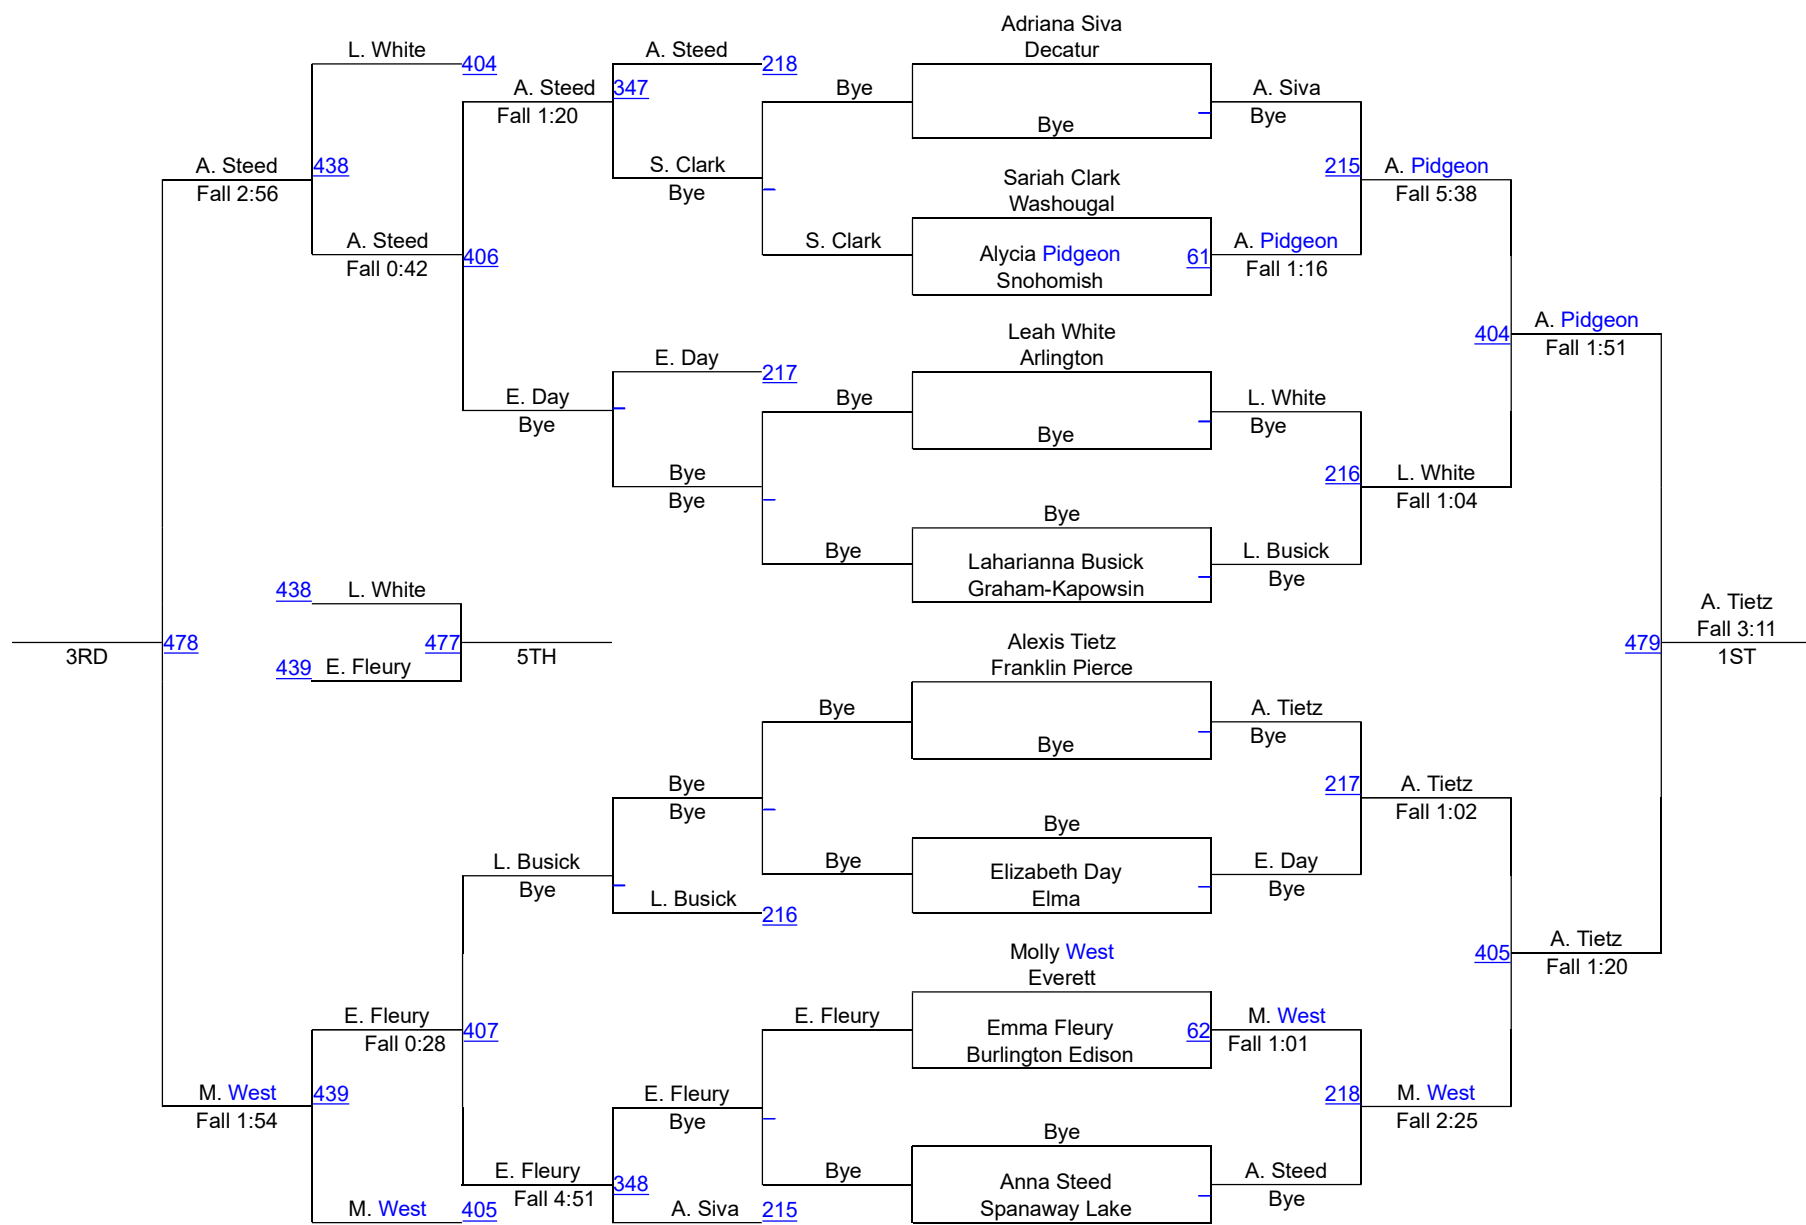 Adriana Siva
Decatur
L. White
404
A. Steed
218
A. Steed
347
Fall 1:20
Bye
A. Siva
Bye
Bye
A. Steed
438
Fall 2:56
S. Clark
Bye
Sariah Clark
Washougal
215
A. Pidgeon
Fall 5:38
A. Steed
Fall 0:42
406
S. Clark
Alycia Pidgeon
Snohomish
61
A. Pidgeon
Fall 1:16
Leah White
Arlington
404
A. Pidgeon
Fall 1:51
E. Day
217
E. Day
Bye
Bye
L. White
Bye
Bye
Bye
Bye
216
L. White
Fall 1:04
Bye
Bye
Laharianna Busick
Graham-Kapowsin
L. Busick
Bye
438
L. White
478
3RD
477
5TH
439
E. Fleury
A. Tietz
Fall 3:11
479
1ST
Alexis Tietz
Franklin Pierce
Bye
A. Tietz
Bye
Bye
Bye
Bye
217
A. Tietz
Fall 1:02
Bye
L. Busick
Bye
Bye
Elizabeth Day
Elma
E. Day
Bye
L. Busick
216
Molly West
Everett
405
A. Tietz
Fall 1:20
E. Fleury
Fall 0:28
407
E. Fleury
Emma Fleury
Burlington Edison
62
M. West
Fall 1:01
M. West
439
Fall 1:54
E. Fleury
Bye
218
M. West
Fall 2:25
Bye
E. Fleury
Fall 4:51
348
Bye
Anna Steed
Spanaway Lake
A. Steed
Bye
M. West
405
A. Siva
215